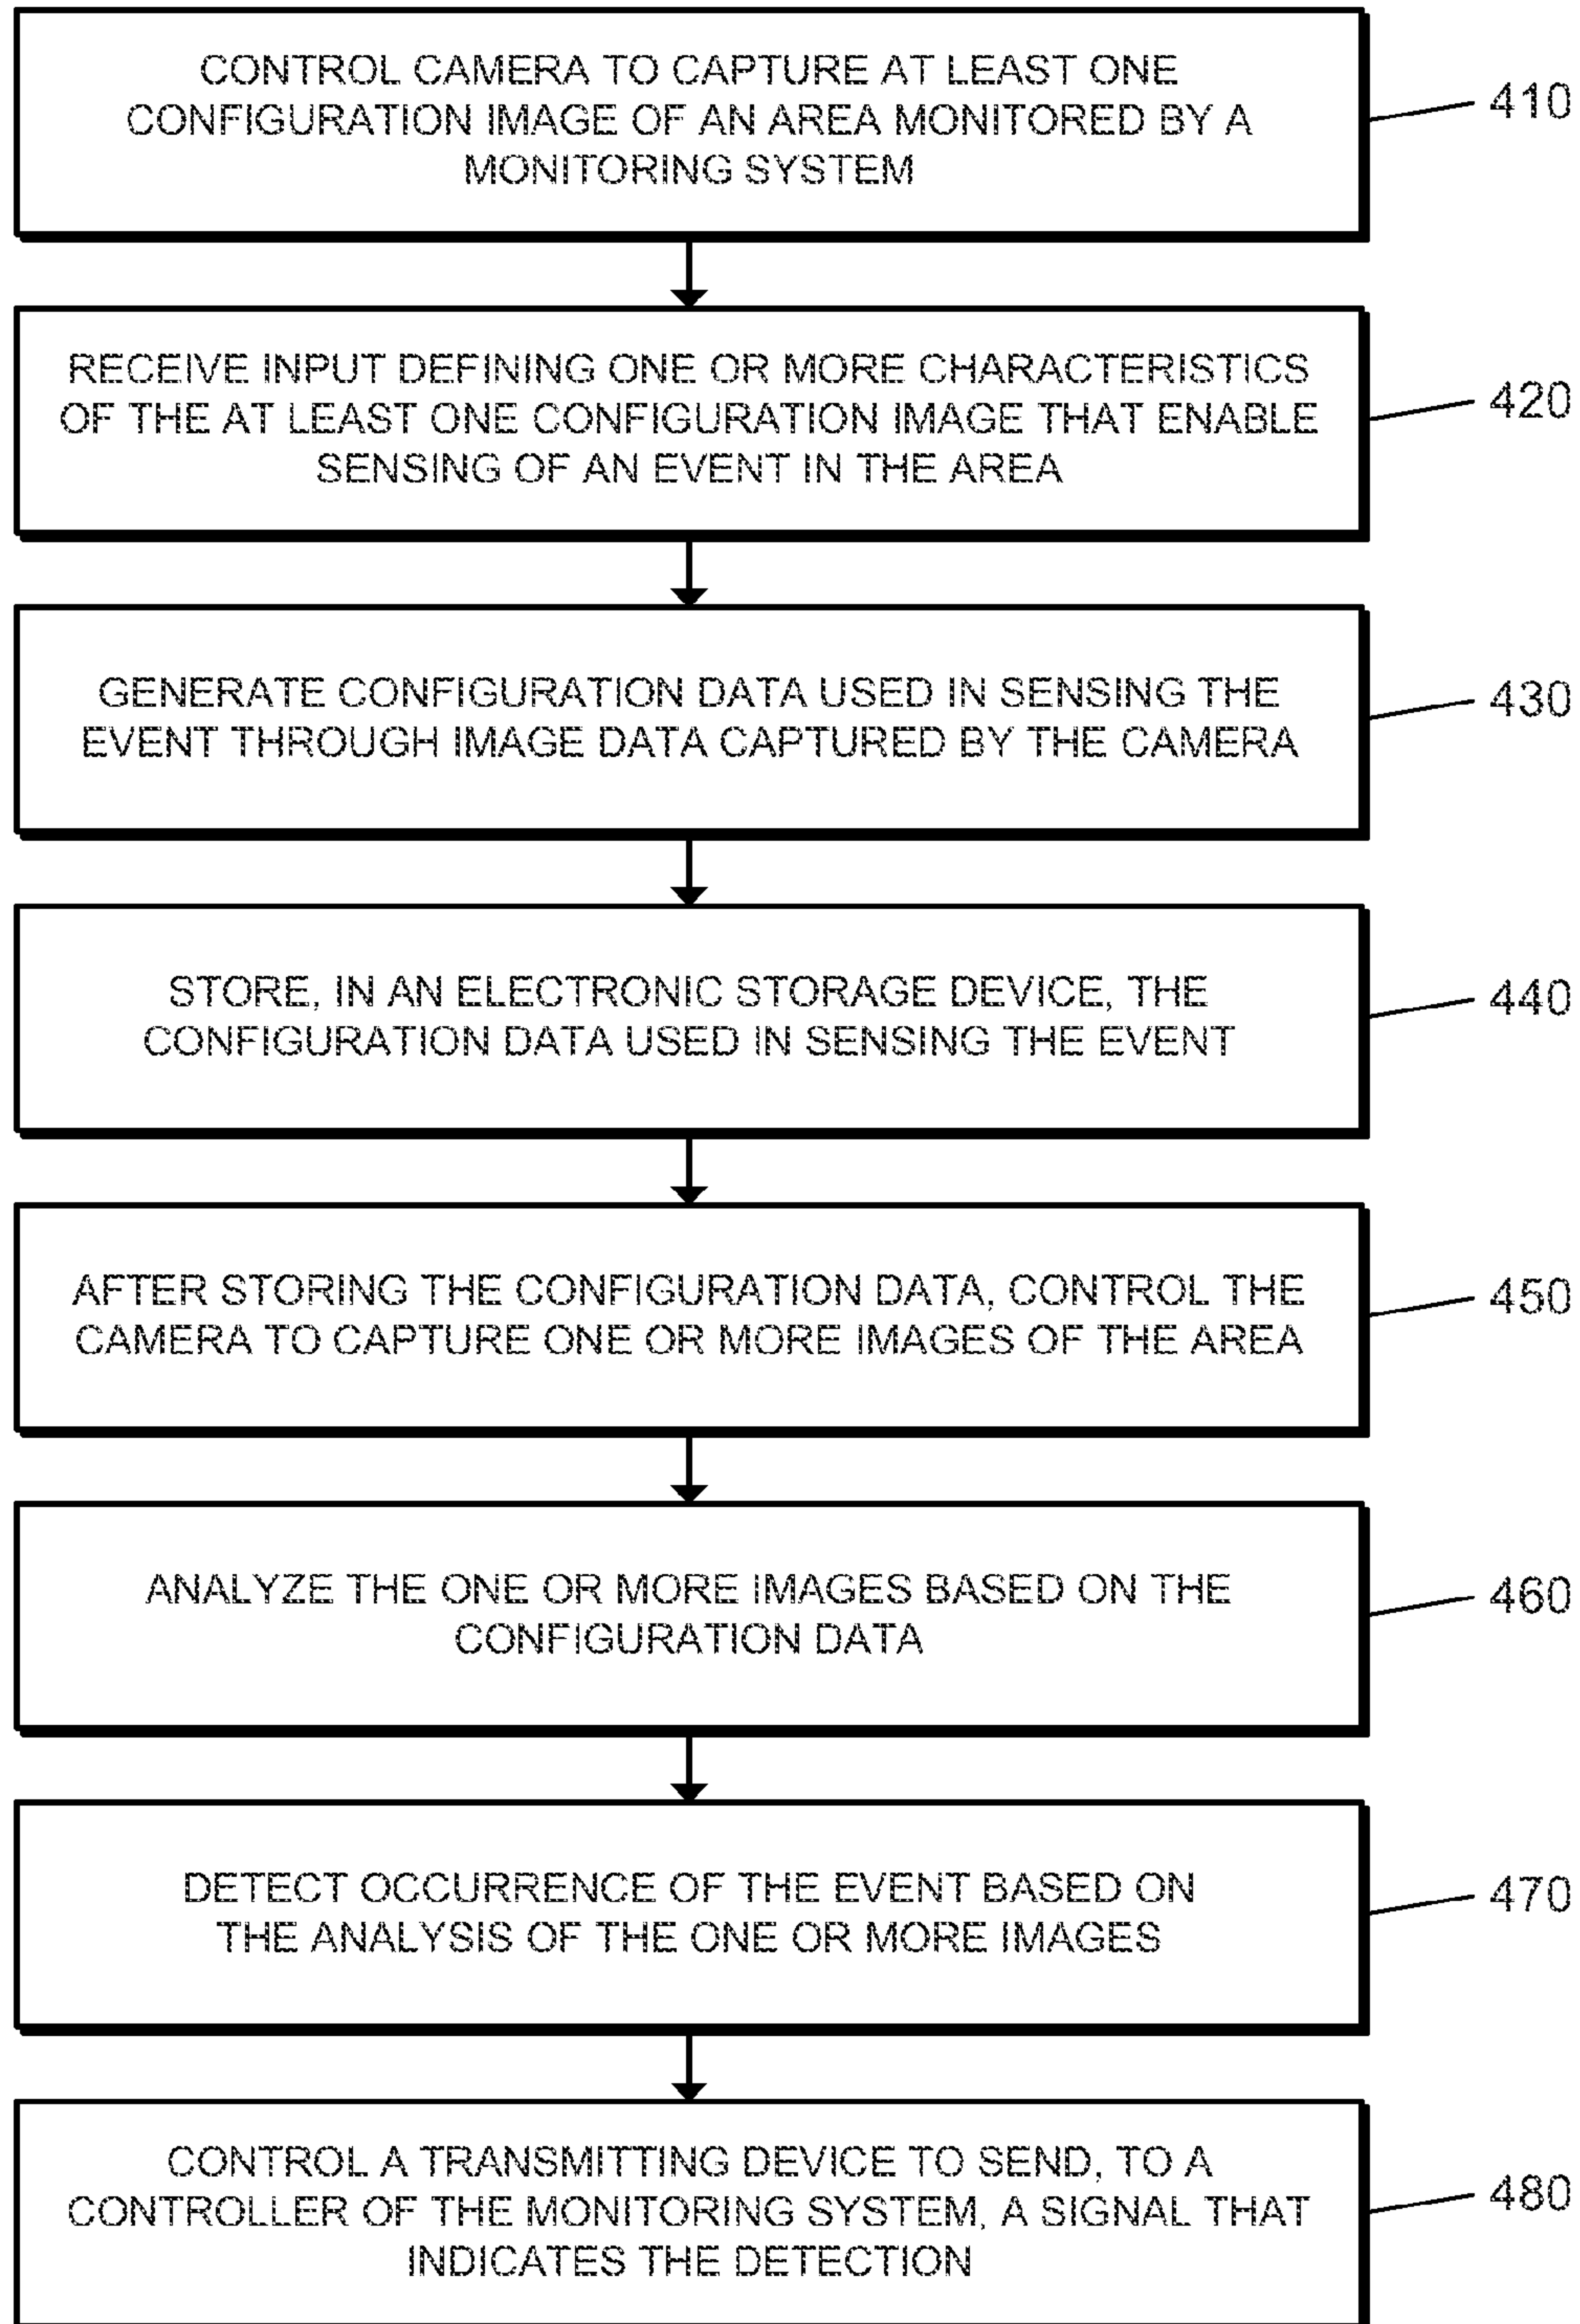 CONTROL CAMERA TO CAPTURE AT LEAST ONE
CONFIGURATION IMAGE OF AN AREA MONITORED BY A
MONITORING SYSTEM
410
RECEIVE INPUT DEFINING ONE OR MORE CHARACTERISTICS
OF THE AT LEAST ONE CONFIGURATION IMAGE THAT ENABLE
SENSING OF AN EVENT IN THE AREA
420
GENERATE CONFIGURATION DATA USED IN SENSING THE
EVENT THROUGH IMAGE DATA CAPTURED BY THE CAMERA
430
STORE, IN AN ELECTRONIC STORAGE DEVICE, THE
CONFIGURATION DATA USED IN SENSING THE EVENT
440
AFTER STORING THE CONFIGURATION DATA, CONTROL THE
CAMERA TO CAPTURE ONE OR MORE IMAGES OF THE AREA
450
ANALYZE THE ONE OR MORE IMAGES BASED ON THE
CONFIGURATION DATA
460
DETECT OCCURRENCE OF THE EVENT BASED ON
THE ANALYSIS OF THE ONE OR MORE IMAGES
470
CONTROL A TRANSMITTING DEVICE TO SEND, TO A
CONTROLLER OF THE MONITORING SYSTEM, A SIGNAL THAT
INDICATES THE DETECTION
480